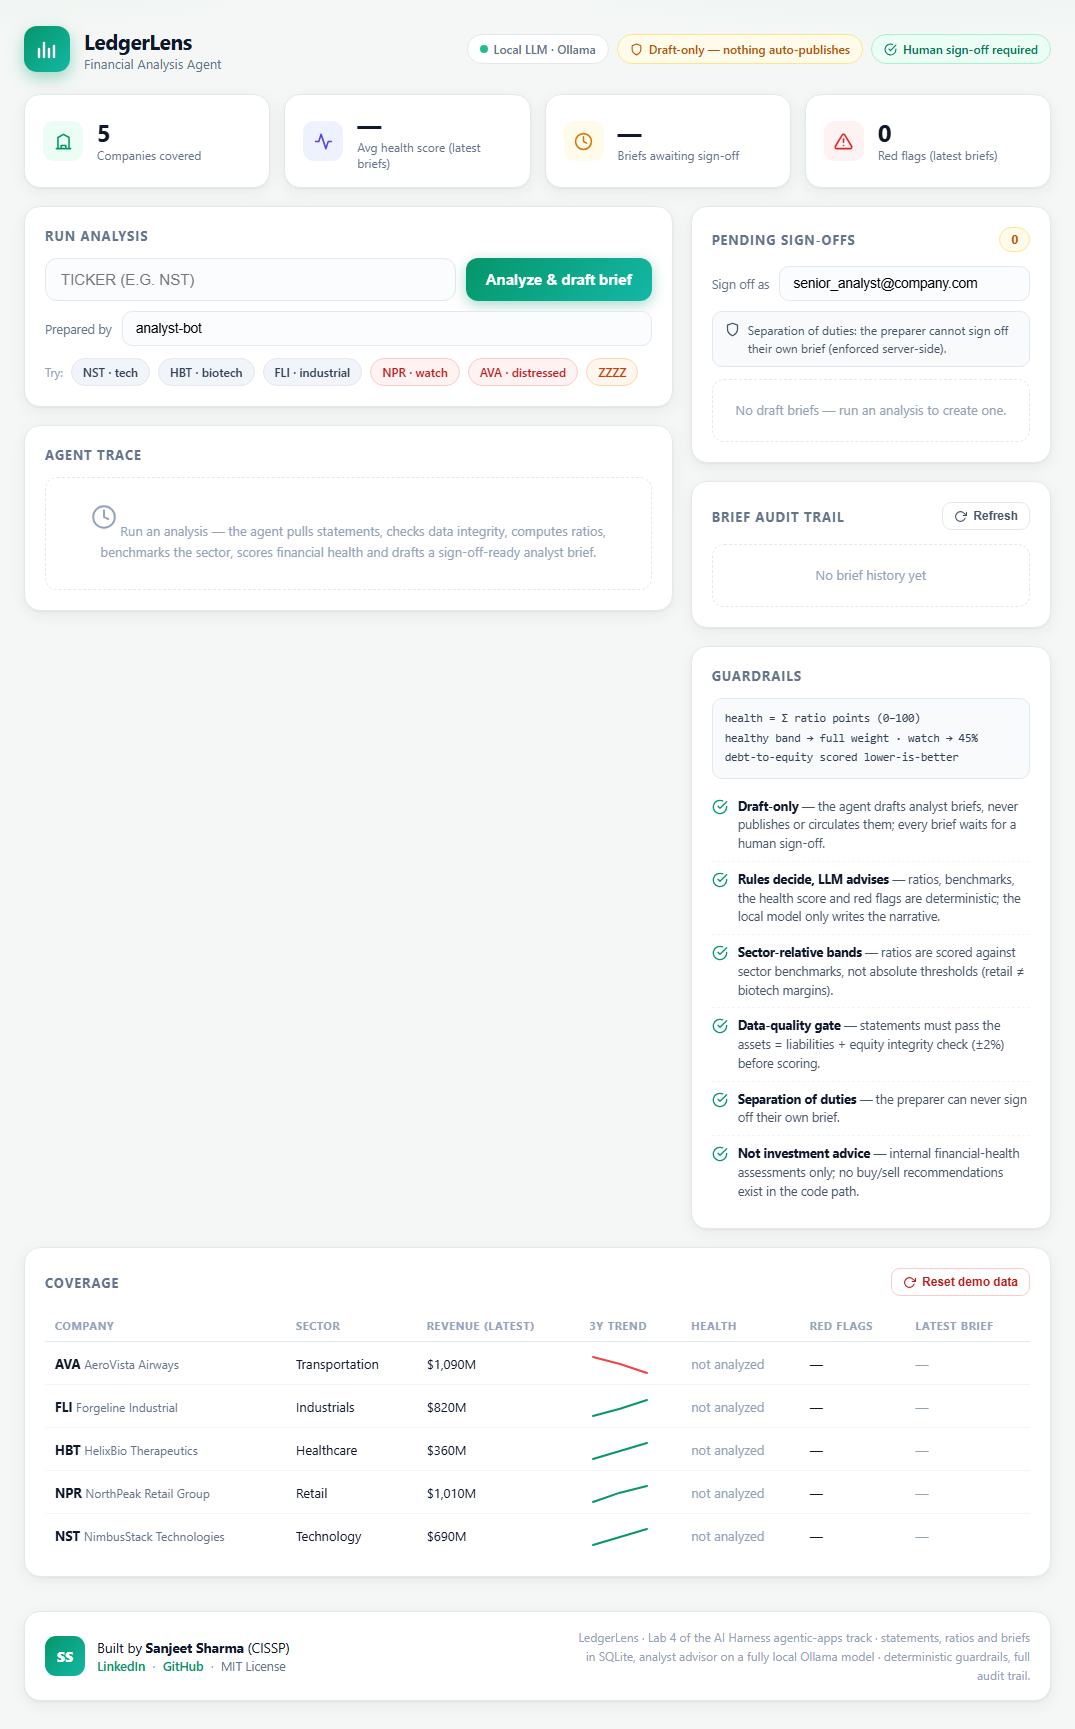 LedgerLens
Financial Analysis Agent
Local LLM · Ollama
Draft-only — nothing auto-publishes
Human sign-off required
5
Companies covered
—
Avg health score (latest
briefs)
—
Briefs awaiting sign-off
0
Red flags (latest briefs)
RUN ANALYSIS
TICKER (E.G. NST)
Analyze & draft brief
Prepared by
analyst-bot
Try:
NST · tech
HBT · biotech
FLI · industrial
NPR · watch
AVA · distressed
ZZZZ
AGENT TRACE
Run an analysis — the agent pulls statements, checks data integrity, computes ratios,
benchmarks the sector, scores financial health and drafts a sign-off-ready analyst brief.
PENDING SIGN-OFFS
0
Sign off as
senior_analyst@company.com
Separation of duties: the preparer cannot sign off
their own brief (enforced server-side).
No draft briefs — run an analysis to create one.
BRIEF AUDIT TRAIL
Refresh
No brief history yet
GUARDRAILS
health = Σ ratio points (0–100)
healthy band → full weight · watch → 45%
debt-to-equity scored lower-is-better
Draft-only — the agent drafts analyst briefs, never
publishes or circulates them; every brief waits for a
human sign-off.
Rules decide, LLM advises — ratios, benchmarks,
the health score and red flags are deterministic; the
local model only writes the narrative.
Sector-relative bands — ratios are scored against
sector benchmarks, not absolute thresholds (retail ≠
biotech margins).
Data-quality gate — statements must pass the
assets = liabilities + equity integrity check (±2%)
before scoring.
Separation of duties — the preparer can never sign
off their own brief.
Not investment advice — internal financial-health
assessments only; no buy/sell recommendations
exist in the code path.
COVERAGE
Reset demo data
COMPANY SECTOR REVENUE (LATEST) 3Y TREND HEALTH RED FLAGS LATEST BRIEF
AVA AeroVista Airways Transportation $1,090M not analyzed — —
FLI Forgeline Industrial Industrials $820M not analyzed — —
HBT HelixBio Therapeutics Healthcare $360M not analyzed — —
NPR NorthPeak Retail Group Retail $1,010M not analyzed — —
NST NimbusStack Technologies Technology $690M not analyzed — —
SS
Built by Sanjeet Sharma (CISSP)
LinkedIn · GitHub · MIT License
LedgerLens · Lab 4 of the AI Harness agentic-apps track · statements, ratios and briefs
in SQLite, analyst advisor on a fully local Ollama model · deterministic guardrails, full
audit trail.